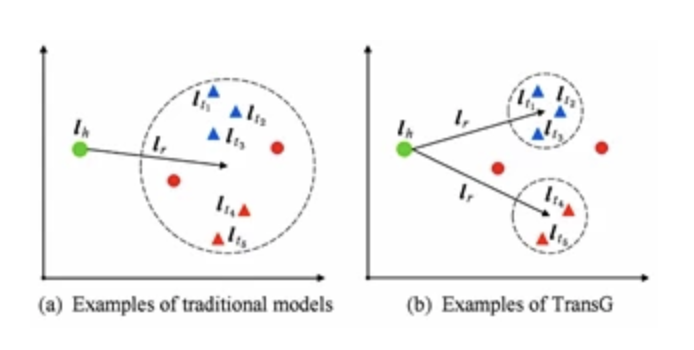 l_h
l_r
l_{t_1}
l_{t_2}
l_{t_3}
l_{t_4}
l_{t_5}
(a) Examples of traditional models
l_h
l_r
l_r
l_{t_1}
l_{t_2}
l_{t_3}
l_{t_4}
l_{t_5}
(b) Examples of TransG